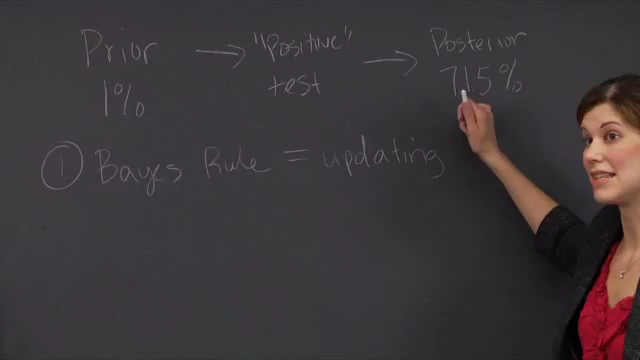 Prior → "Positive" test → Posterior
1% 7.5%
① Bayes Rule = updating